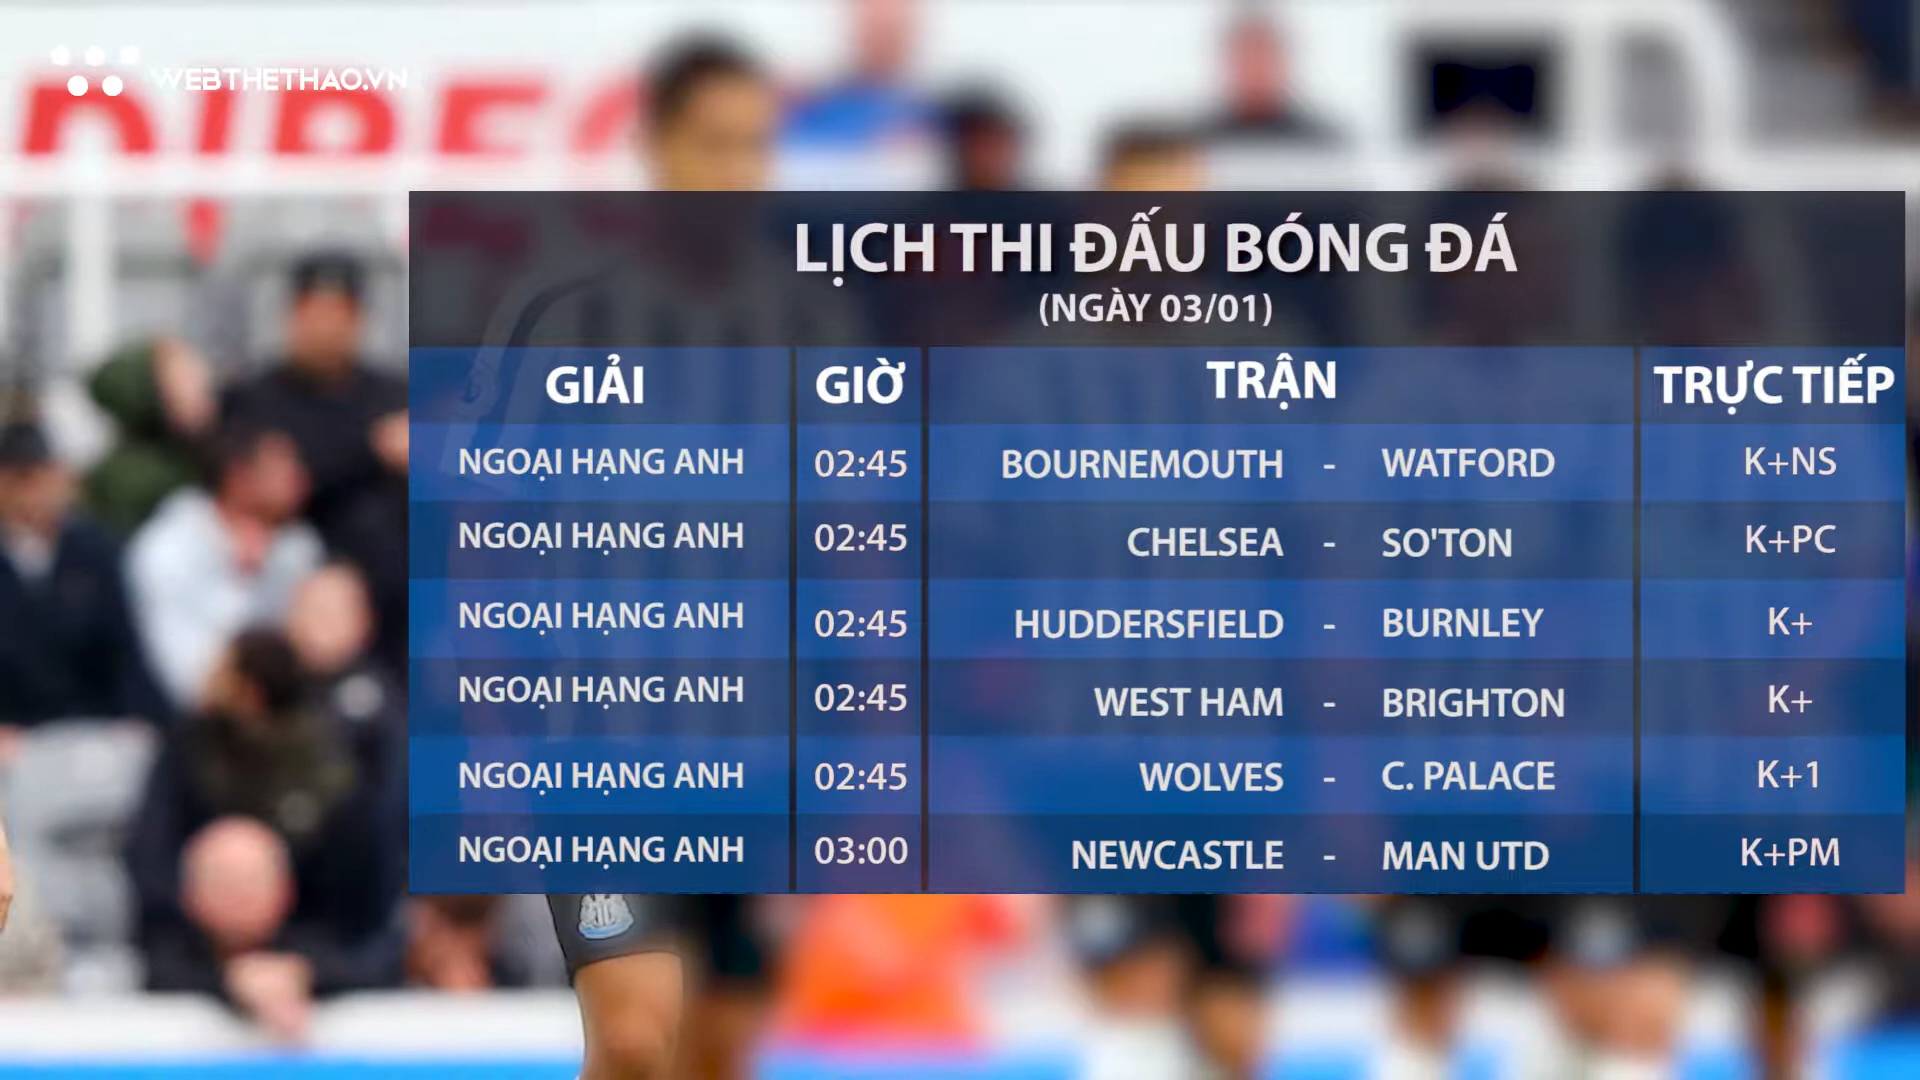 WEBTHETHAO.VN
LỊCH THI ĐẤU BÓNG ĐÁ
(NGÀY 03/01)
GIẢI GIỜ TRẬN TRỰC TIẾP
NGOẠI HẠNG ANH 02:45 BOURNEMOUTH - WATFORD K+NS
NGOẠI HẠNG ANH 02:45 CHELSEA - SO'TON K+PC
NGOẠI HẠNG ANH 02:45 HUDDERSFIELD - BURNLEY K+
NGOẠI HẠNG ANH 02:45 WEST HAM - BRIGHTON K+
NGOẠI HẠNG ANH 02:45 WOLVES - C. PALACE K+1
NGOẠI HẠNG ANH 03:00 NEWCASTLE - MAN UTD K+PM